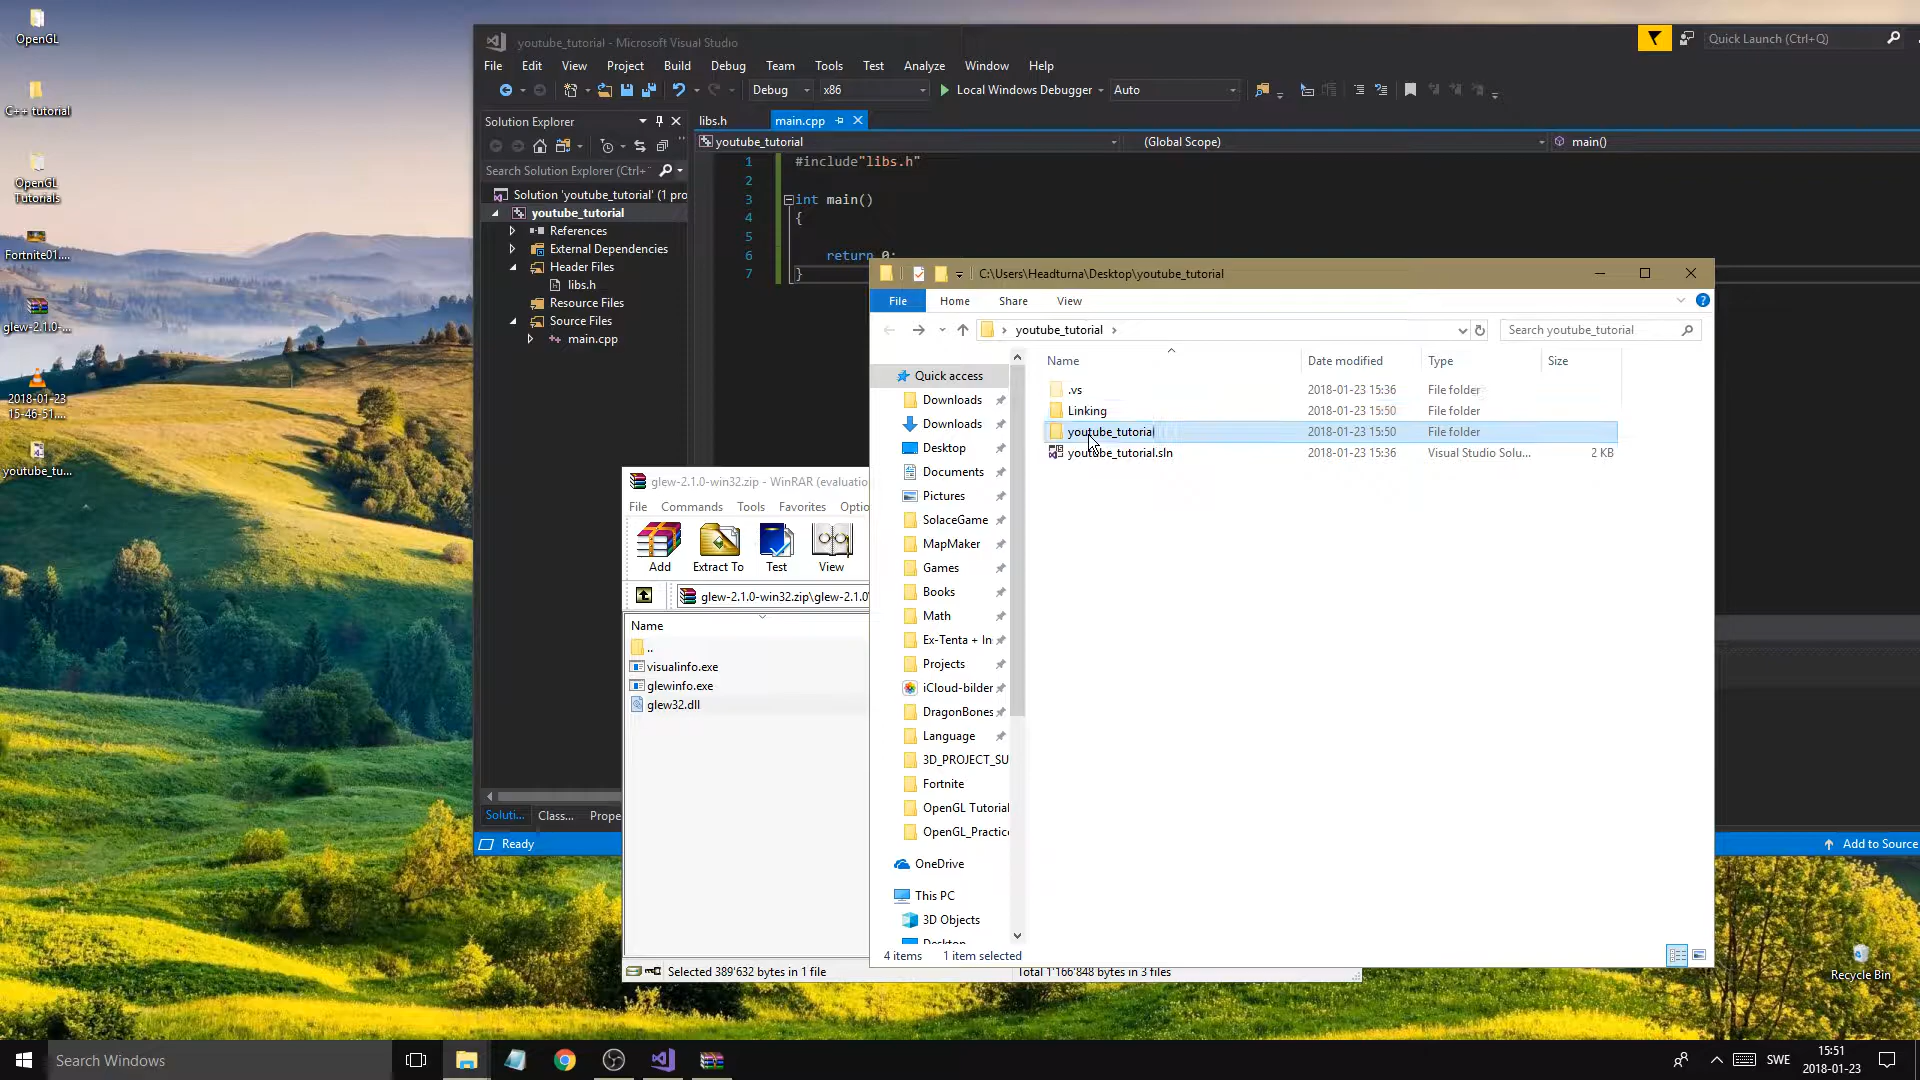 OpenGL
C++ tutorial
OpenGL
Tutorials
Fortnite01....
glew-2.1.0-...
2018-01-23
15-46-51....
youtube_tu...
youtube_tutorial - Microsoft Visual Studio
Quick Launch (Ctrl+Q)
File Edit View Project Build Debug Team Tools Test Analyze Window Help
Debug x86 Local Windows Debugger Auto
Solution Explorer
Search Solution Explorer (Ctrl+
Solution 'youtube_tutorial' (1 pro
youtube_tutorial
References
External Dependencies
Header Files
libs.h
Resource Files
Source Files
main.cpp
Soluti... Class... Prope
Ready
Add to Source
libs.h main.cpp
youtube_tutorial (Global Scope) main()
1 #include"libs.h"
2
3 int main()
4 {
5
6 return 0;
7 }
glew-2.1.0-win32.zip - WinRAR (evaluatio
File Commands Tools Favorites Optio
Add Extract To Test View
glew-2.1.0-win32.zip\glew-2.1.0\
Name
..
visualinfo.exe
glewinfo.exe
glew32.dll
Selected 389'632 bytes in 1 file
Total 1'166'848 bytes in 3 files
C:\Users\Headturna\Desktop\youtube_tutorial
File Home Share View
youtube_tutorial
Search youtube_tutorial
Quick access
Downloads
Downloads
Desktop
Documents
Pictures
SolaceGame
MapMaker
Games
Books
Math
Ex-Tenta + In
Projects
iCloud-bilder
DragonBones
Language
3D_PROJECT_SU
Fortnite
OpenGL Tutorial
OpenGL_Practice
OneDrive
This PC
3D Objects
Desktop
Name Date modified Type Size
.vs 2018-01-23 15:36 File folder
Linking 2018-01-23 15:50 File folder
youtube_tutorial 2018-01-23 15:50 File folder
youtube_tutorial.sln 2018-01-23 15:36 Visual Studio Solu... 2 KB
4 items 1 item selected
Recycle Bin
Search Windows
SWE
15:51
2018-01-23